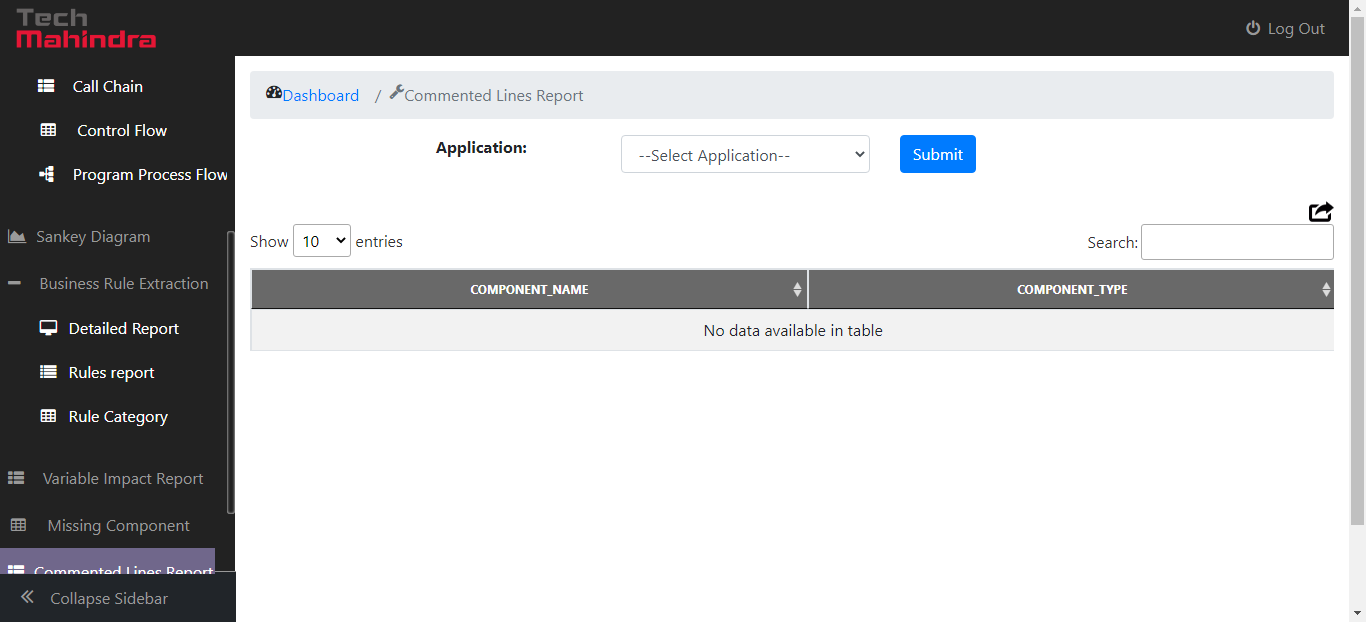 Tech
Mahindra
Log Out
Call Chain
Control Flow
Program Process Flow
Sankey Diagram
Business Rule Extraction
Detailed Report
Rules report
Rule Category
Variable Impact Report
Missing Component
Commented Lines Report
Collapse Sidebar
Dashboard / Commented Lines Report
Application: --Select Application-- Submit
Show 10 entries Search:
COMPONENT_NAME COMPONENT_TYPE
No data available in table